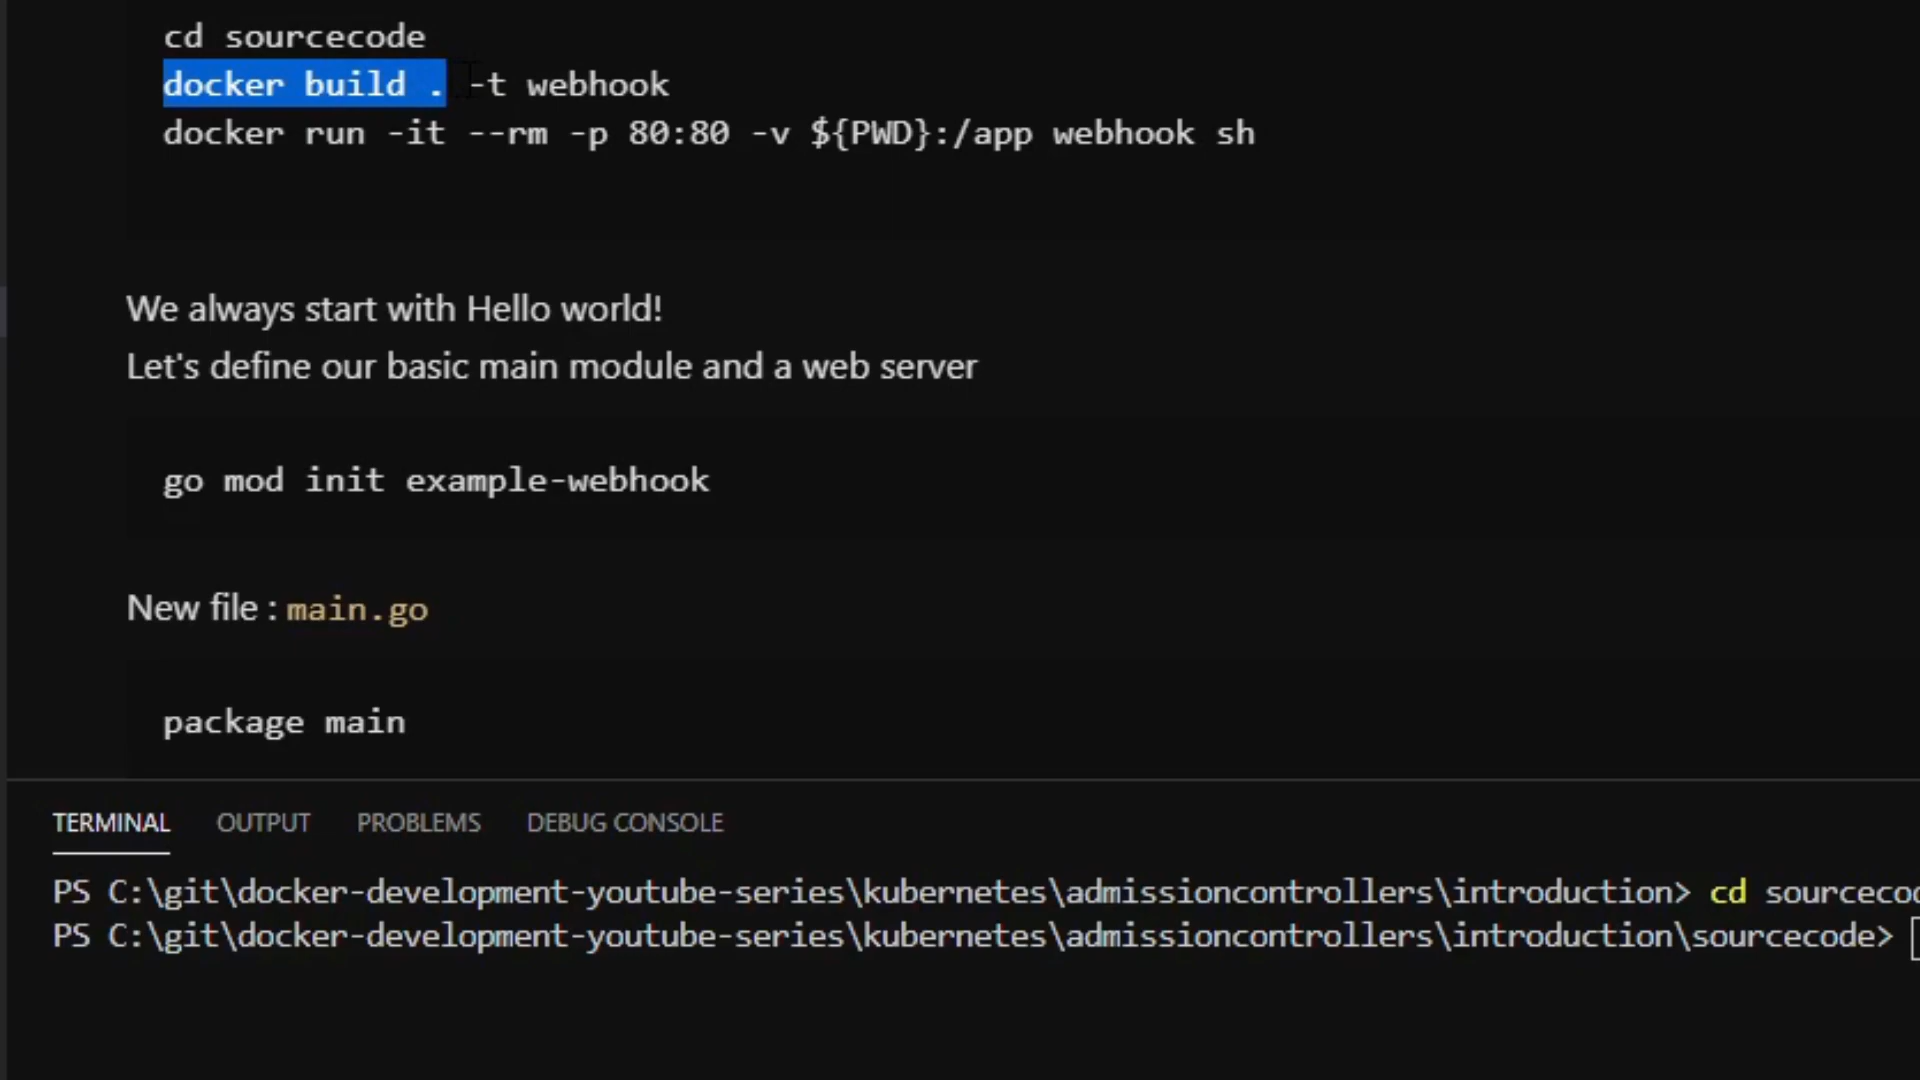 cd sourcecode
docker build . -t webhook
docker run -it --rm -p 80:80 -v ${PWD}:/app webhook sh
We always start with Hello world!
Let's define our basic main module and a web server
go mod init example-webhook
New file : main.go
package main
TERMINAL OUTPUT PROBLEMS DEBUG CONSOLE
PS C:\git\docker-development-youtube-series\kubernetes\admissioncontrollers\introduction> cd sourceco
PS C:\git\docker-development-youtube-series\kubernetes\admissioncontrollers\introduction\sourcecode>